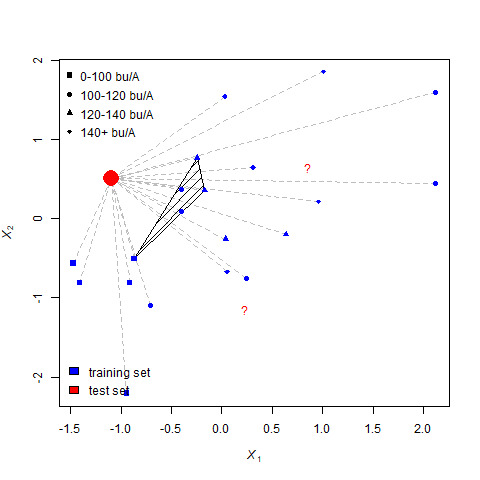 0-100 bu/A
100-120 bu/A
120-140 bu/A
140+ bu/A
?
?
training set
test set
2
1
0
-1
-2
X2
-1.5 -1.0 -0.5 0.0 0.5 1.0 1.5 2.0
X1